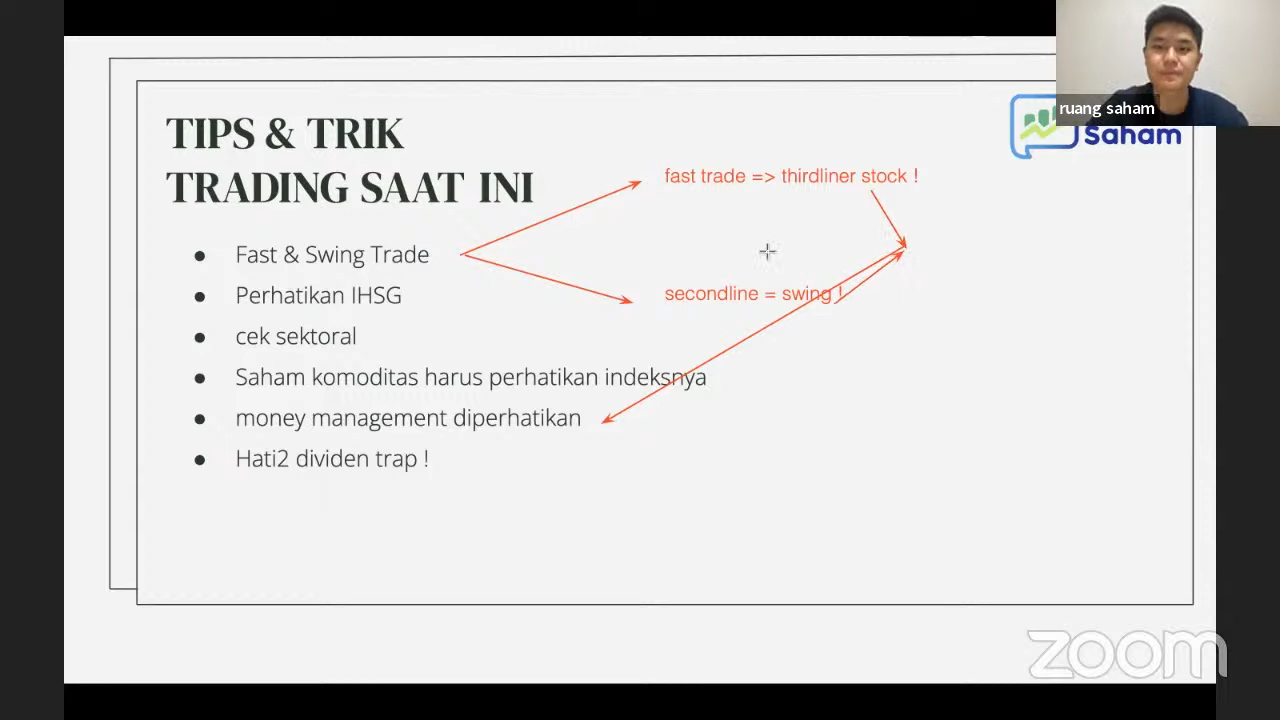 ruang saham
Saham
TIPS & TRIK
TRADING SAAT INI
fast trade => thirdliner stock !
● Fast & Swing Trade
secondline = swing !
● Perhatikan IHSG
● cek sektoral
● Saham komoditas harus perhatikan indeksnya
● money management diperhatikan
● Hati2 dividen trap !
zoom